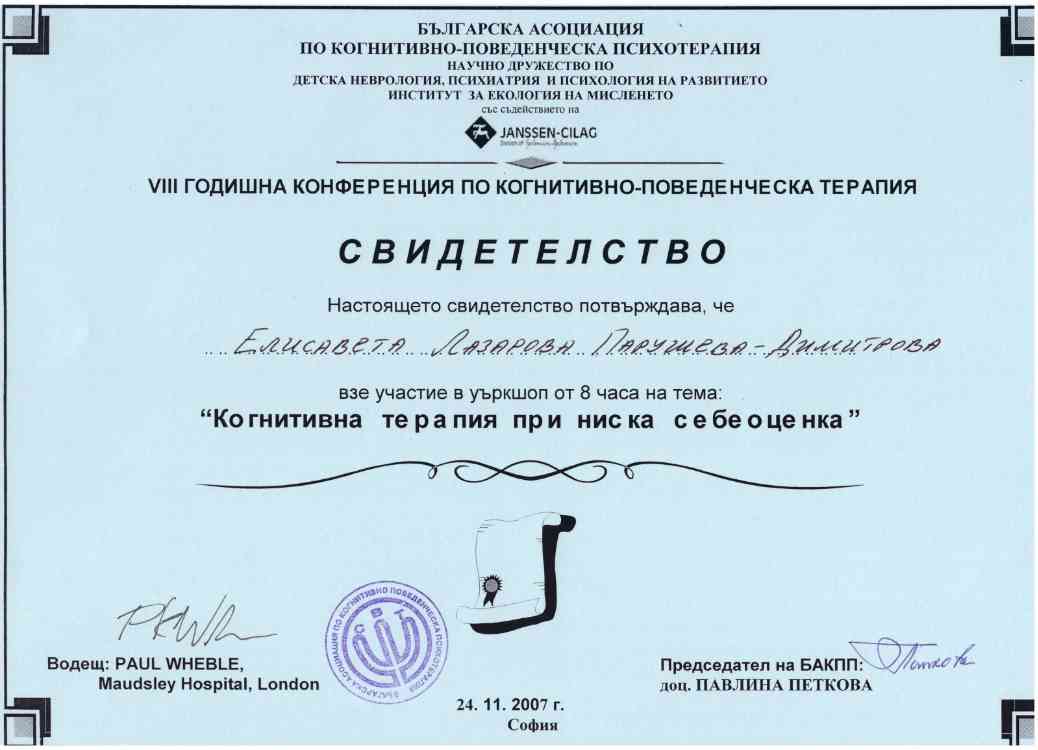 БЪЛГАРСКА АСОЦИАЦИЯ
ПО КОГНИТИВНО-ПОВЕДЕНЧЕСКА ПСИХОТЕРАПИЯ
НАУЧНО ДРУЖЕСТВО ПО
ДЕТСКА НЕВРОЛОГИЯ, ПСИХИАТРИЯ И ПСИХОЛОГИЯ НА РАЗВИТИЕТО
ИНСТИТУТ ЗА ЕКОЛОГИЯ НА МИСЛЕНЕТО
със съдействието на
JANSSEN-CILAG
VIII ГОДИШНА КОНФЕРЕНЦИЯ ПО КОГНИТИВНО-ПОВЕДЕНЧЕСКА ТЕРАПИЯ
СВИДЕТЕЛСТВО
Настоящето свидетелство потвърждава, че
Елисавета Лазарова Парушева-Димитрова
взе участие в уъркшоп от 8 часа на тема:
“Когнитивна терапия при ниска себеоценка”
БЪЛГАРСКА АСОЦИАЦИЯ ПО КОГНИТИВНО ПОВЕДЕНЧЕСКА ПСИХОТЕРАПИЯ
C B T
Водещ: PAUL WHEBLE,
Maudsley Hospital, London
Председател на БАКПП:
доц. ПАВЛИНА ПЕТКОВА
24. 11. 2007 г.
София